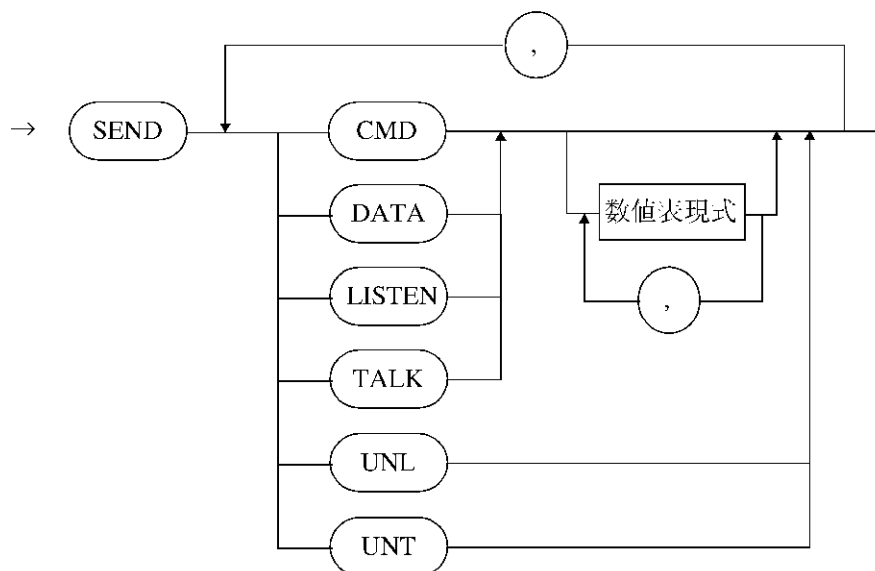 ,
→ SEND CMD
DATA 数値表現式
LISTEN ,
TALK
UNL
UNT